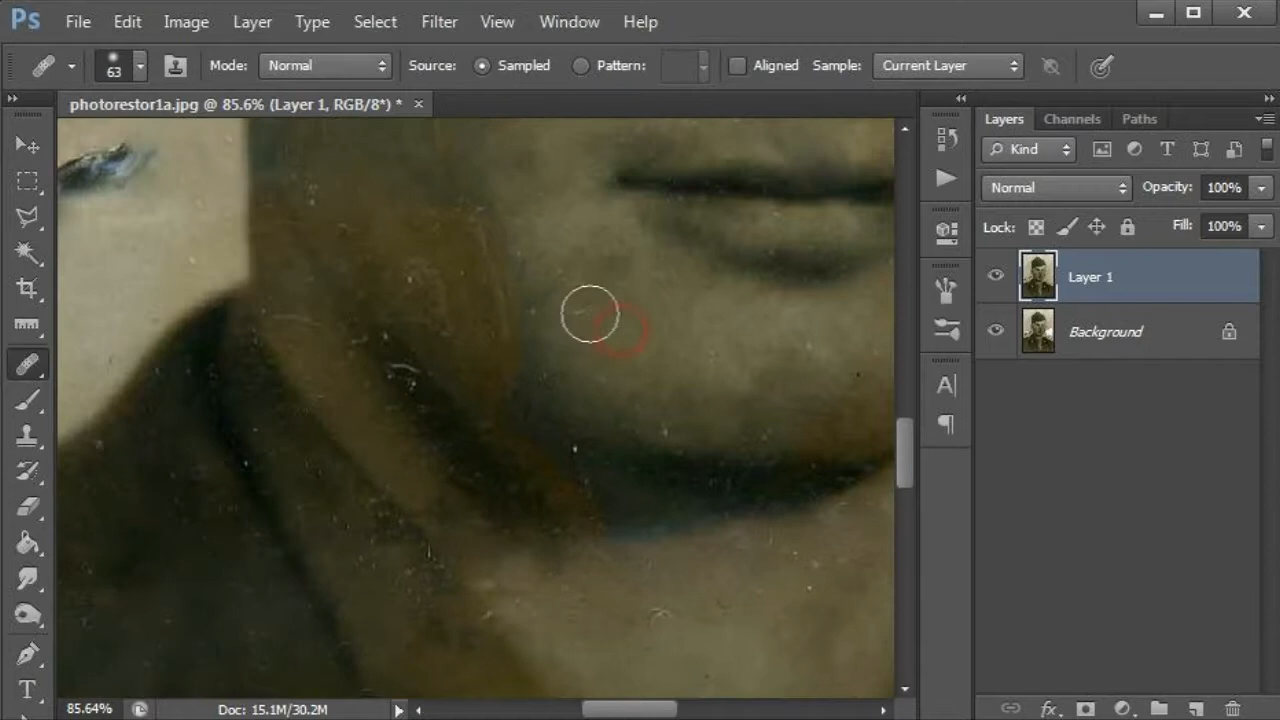 Ps File Edit Image Layer Type Select Filter View Window Help
63 Mode: Normal Source: Sampled Pattern: Aligned Sample: Current Layer
photorestor1a.jpg @ 85.6% (Layer 1, RGB/8*) * ×
Layers Channels Paths
Kind T
Normal Opacity: 100%
Lock: Fill: 100%
Layer 1
Background
A
T
85.64% Doc: 15.1M/30.2M
fx